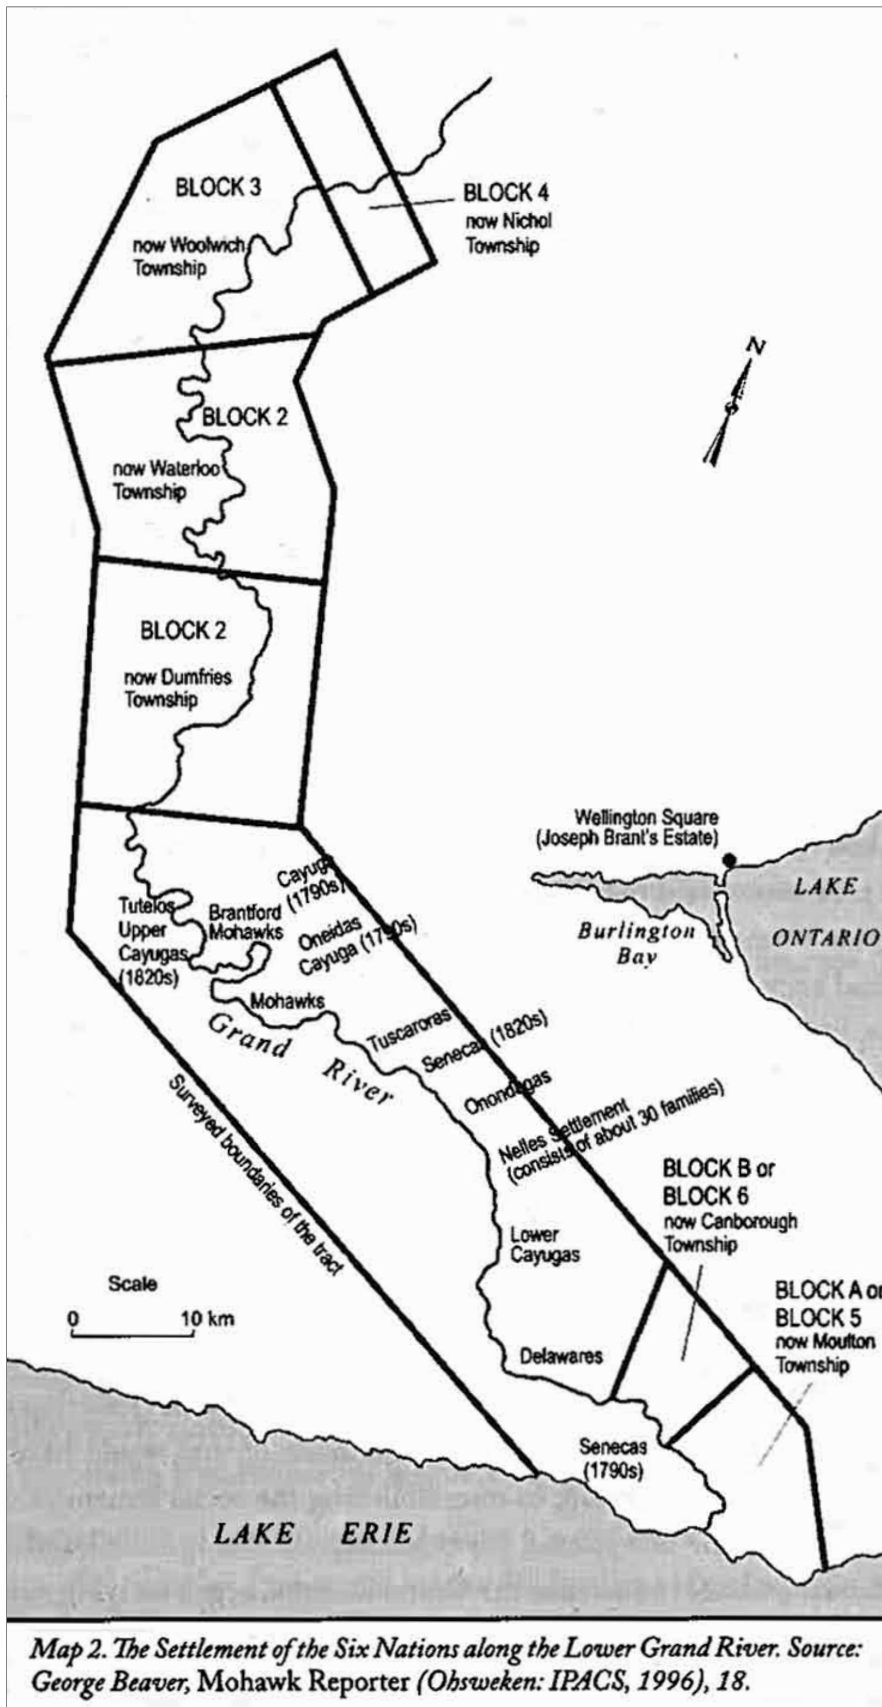 BLOCK 3
now Woolwich
Township
BLOCK 4
now Nichol
Township
N
BLOCK 2
now Waterloo
Township
BLOCK 2
now Dumfries
Township
Wellington Square
(Joseph Brant's Estate)
LAKE
ONTARIO
Burlington
Bay
Cayuga
(1790s)
Tutelos
Upper
Cayugas
(1820s)
Brantford
Mohawks
Oneidas
Cayuga (1790s)
Mohawks
Grand River
Tuscaroras
Senecas (1820s)
Onondagas
Nelles Settlement
(consists of about 30 families)
Surveyed boundaries of the tract
BLOCK B or
BLOCK 6
now Canborough
Township
Lower
Cayugas
BLOCK A or
BLOCK 5
now Moulton
Township
Scale
0 10 km
Delawares
Senecas
(1790s)
LAKE ERIE
Map 2. The Settlement of the Six Nations along the Lower Grand River. Source:
George Beaver, Mohawk Reporter (Ohsweken: IPACS, 1996), 18.